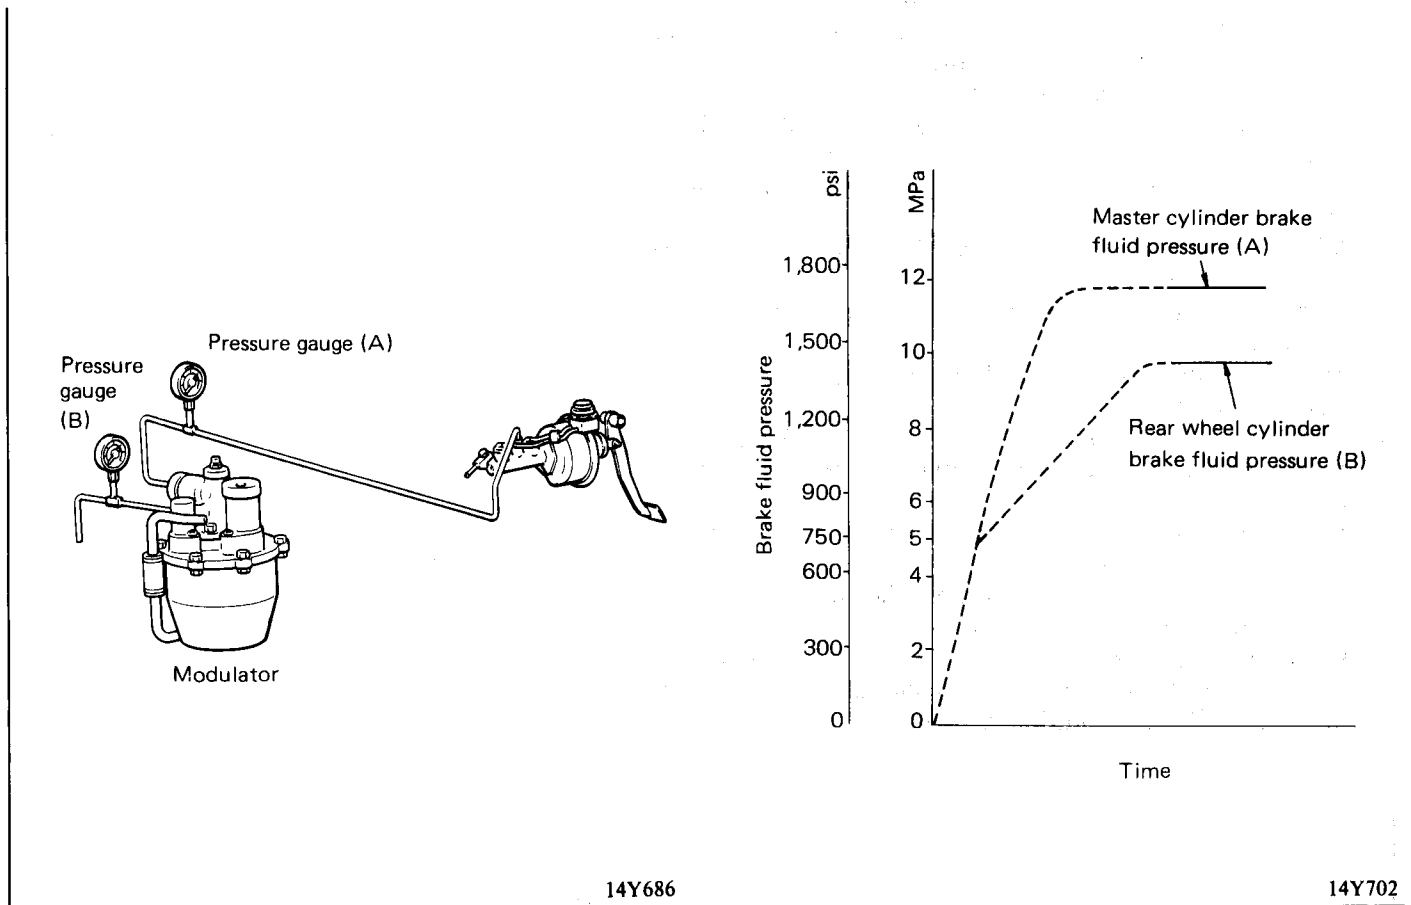 Pressure gauge (A)
Pressure
gauge
(B)
Modulator
14Y686
psi
MPa
Brake fluid pressure
1,800
1,500
1,200
900
750
600
300
0
12
10
8
6
5
4
2
0
Master cylinder brake
fluid pressure (A)
Rear wheel cylinder
brake fluid pressure (B)
Time
14Y702